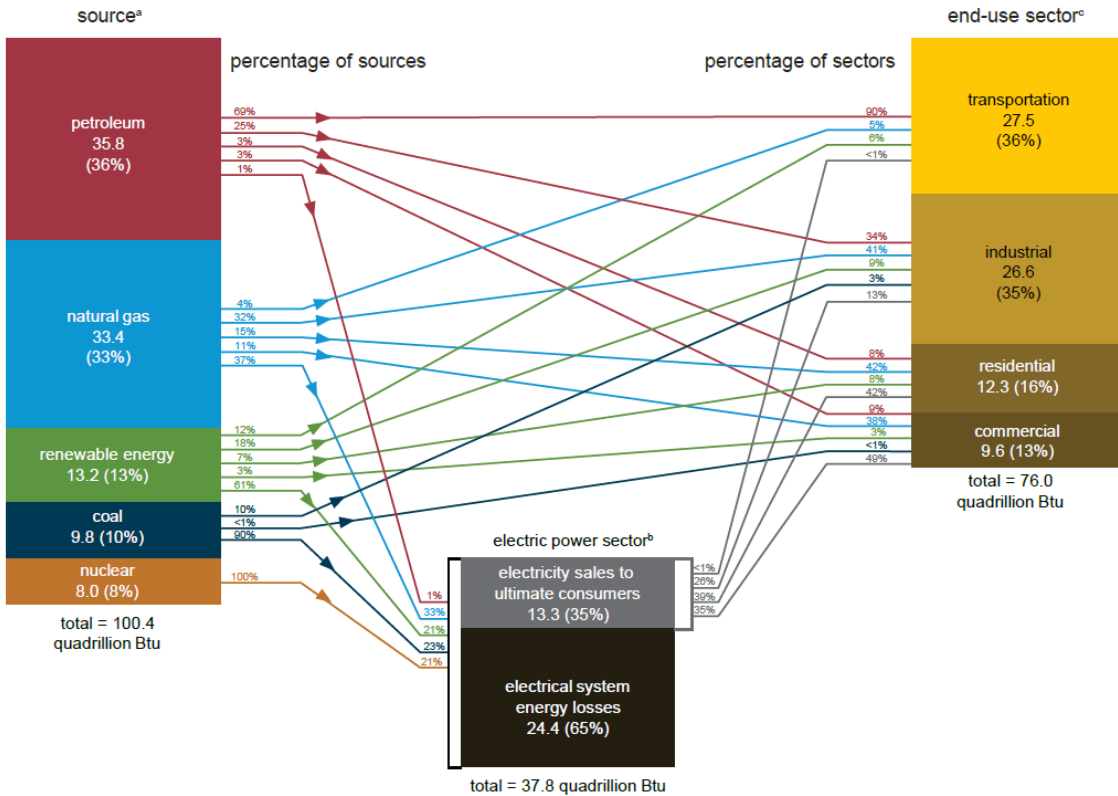 sourceᵃ
end-use sectorᶜ
percentage of sources
percentage of sectors
petroleum
35.8
(36%)
69%
25%
3%
3%
1%
natural gas
33.4
(33%)
4%
32%
15%
11%
37%
renewable energy
13.2 (13%)
12%
18%
7%
3%
61%
coal
9.8 (10%)
10%
<1%
90%
nuclear
8.0 (8%)
100%
total = 100.4
quadrillion Btu
90%
5%
6%
<1%
transportation
27.5
(36%)
34%
41%
9%
3%
13%
industrial
26.6
(35%)
8%
42%
8%
42%
residential
12.3 (16%)
9%
38%
3%
<1%
49%
commercial
9.6 (13%)
total = 76.0
quadrillion Btu
electric power sectorᵇ
1%
33%
21%
23%
21%
electricity sales to
ultimate consumers
13.3 (35%)
<1%
26%
39%
35%
electrical system
energy losses
24.4 (65%)
total = 37.8 quadrillion Btu